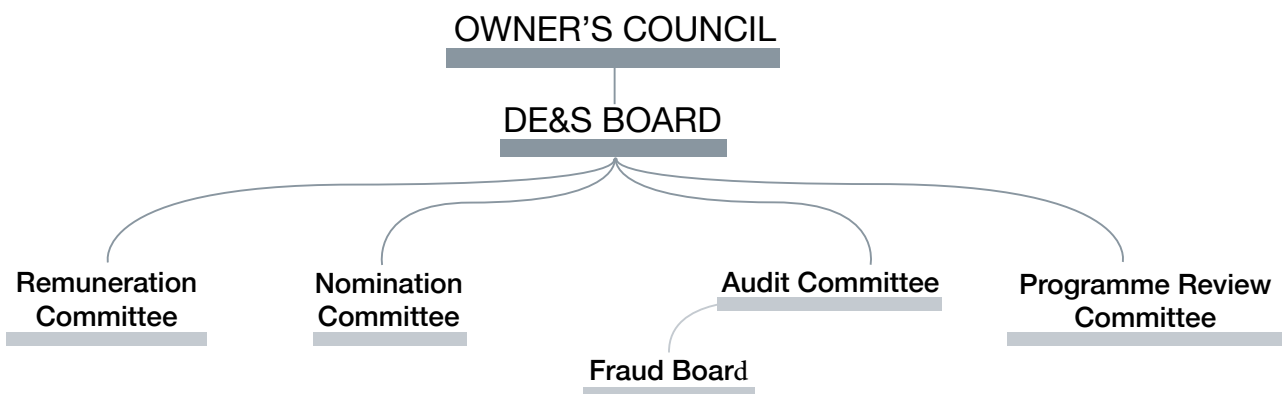 OWNER’S COUNCIL
DE&S BOARD
Remuneration
Committee
Nomination
Committee
Audit Committee
Programme Review
Committee
Fraud Board